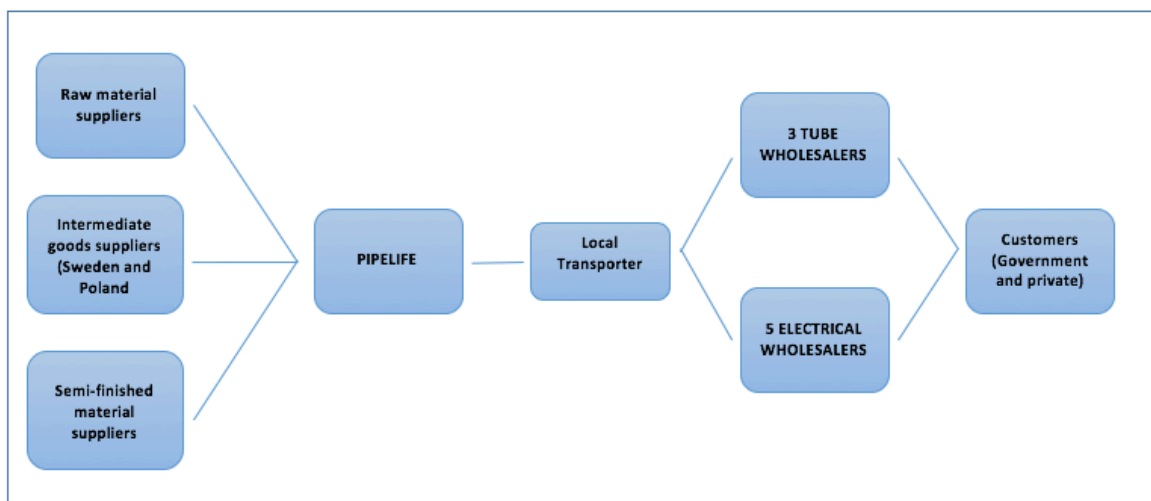 Raw material
suppliers
Intermediate
goods suppliers
(Sweden and
Poland
Semi-finished
material
suppliers
PIPELIFE
Local
Transporter
3 TUBE
WHOLESALERS
5 ELECTRICAL
WHOLESALERS
Customers
(Government
and private)